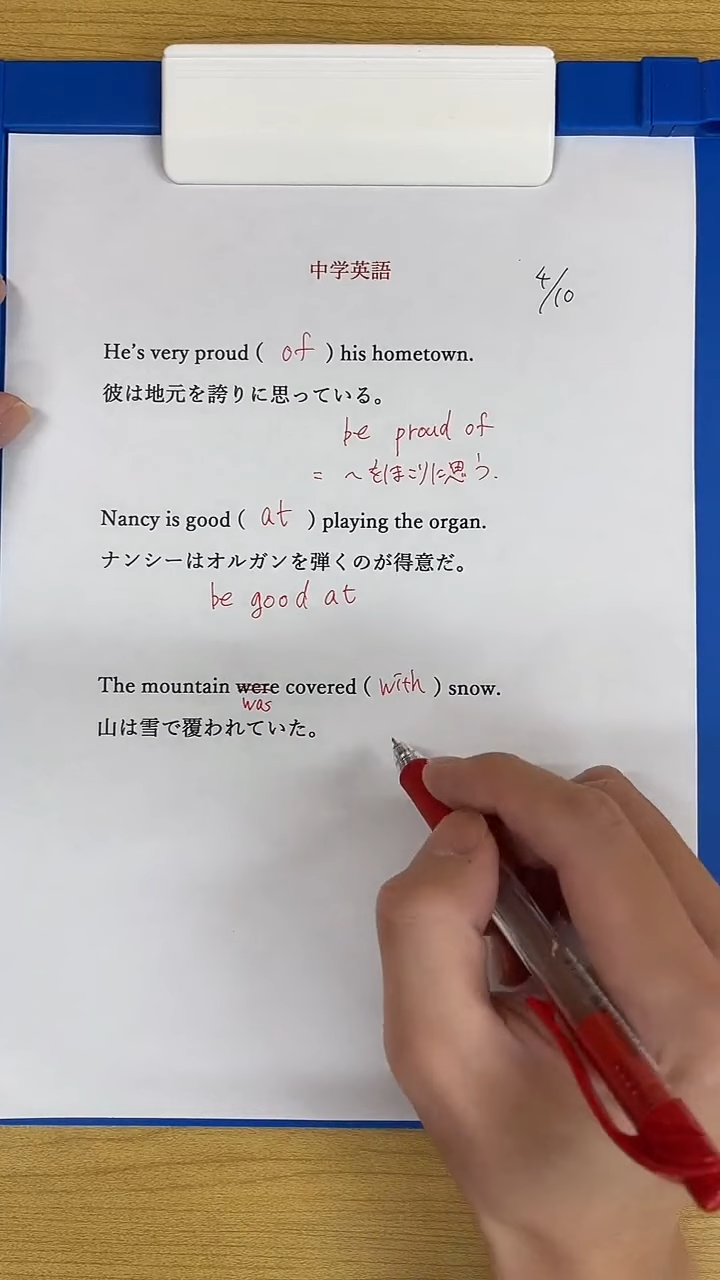 中学英語
4/10
He's very proud ( of ) his hometown.
彼は地元を誇りに思っている。
be proud of
= ～をほこりに思う.
Nancy is good ( at ) playing the organ.
ナンシーはオルガンを弾くのが得意だ。
be good at
The mountain were covered ( with ) snow.
was
山は雪で覆われていた。